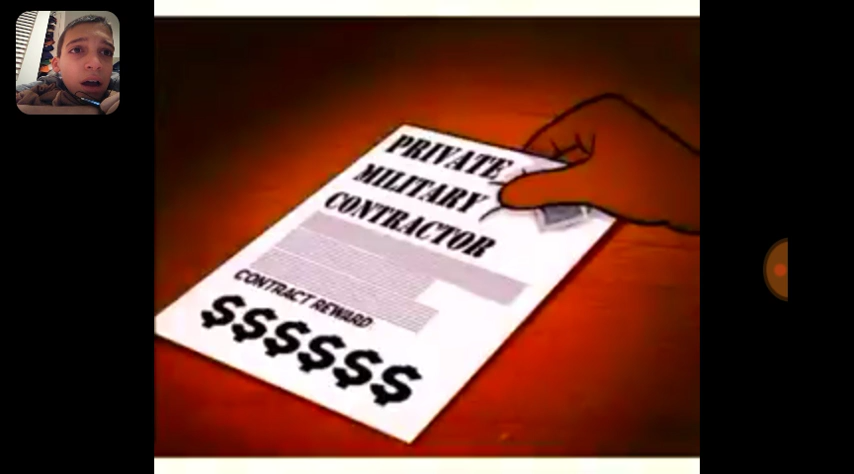 PRIVATE
MILITARY
CONTRACTOR
CONTRACT REWARD
$$$$$$